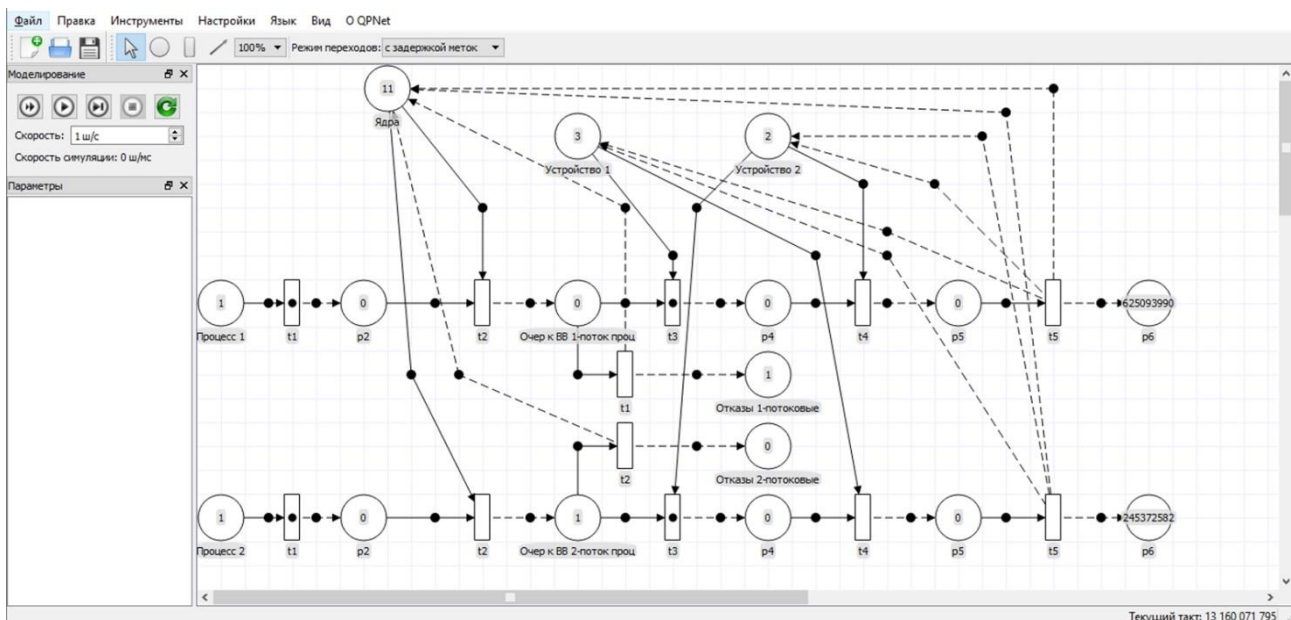 Файл Правка Инструменты Настройки Язык Вид О QPNet
100% Режим переходов: с задержкой меток
Моделирование
Скорость: 1 ш/с
Скорость симуляции: 0 ш/мс
Параметры
11
Ядра
3
Устройство 1
2
Устройство 2
1
0
0
0
0
625093990
Процесс 1
t1
p2
t2
Очер к ВВ 1-поток проц
t3
p4
t4
p5
t5
p6
1
t1
Отказы 1-потоковые
0
t2
Отказы 2-потоковые
1
0
1
0
0
245372582
Процесс 2
t1
p2
t2
Очер к ВВ 2-поток проц
t3
p4
t4
p5
t5
p6
Текущий такт: 13 160 071 795